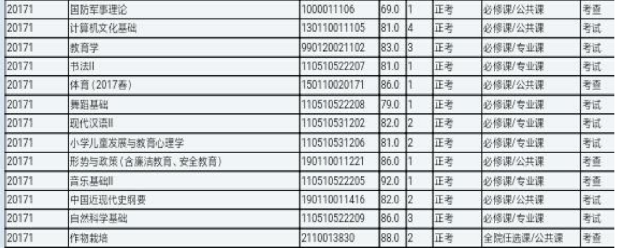 20171 国防军事理论 1000011106 69.0 1 正考 必修课/公共课 考查
20171 计算机文化基础 130110011105 81.0 4 正考 必修课/公共课 考试
20171 教育学 990120021102 83.0 3 正考 必修课/专业课 考试
20171 书法II 110510522207 81.0 1 正考 必修课/专业课 考试
20171 体育(2017春) 150110020171 86.0 1 正考 必修课/公共课 考查
20171 舞蹈基础 110510522208 79.0 1 正考 必修课/专业课 考试
20171 现代汉语II 110510531202 82.0 2 正考 必修课/专业课 考试
20171 小学儿童发展与教育心理学 110510531206 81.0 2 正考 必修课/专业课 考试
20171 形势与政策(含廉洁教育、安全教育) 190110011221 86.0 1 正考 必修课/公共课 考查
20171 音乐基础II 110510522205 92.0 1 正考 必修课/专业课 考查
20171 中国近现代史纲要 190110011416 82.0 2 正考 必修课/公共课 考试
20171 自然科学基础 110510522209 86.0 3 正考 必修课/专业课 考试
20171 作物栽培 2110013830 88.0 2 正考 全院任选课/公共课 考查